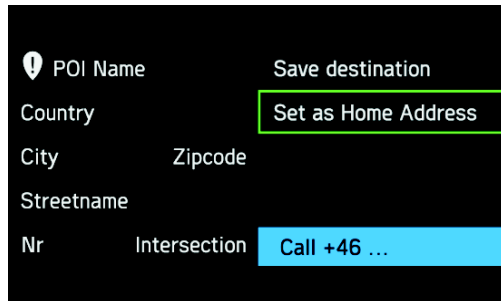 POI Name Save destination
Country Set as Home Address
City Zipcode
Streetname
Nr Intersection Call +46 ...